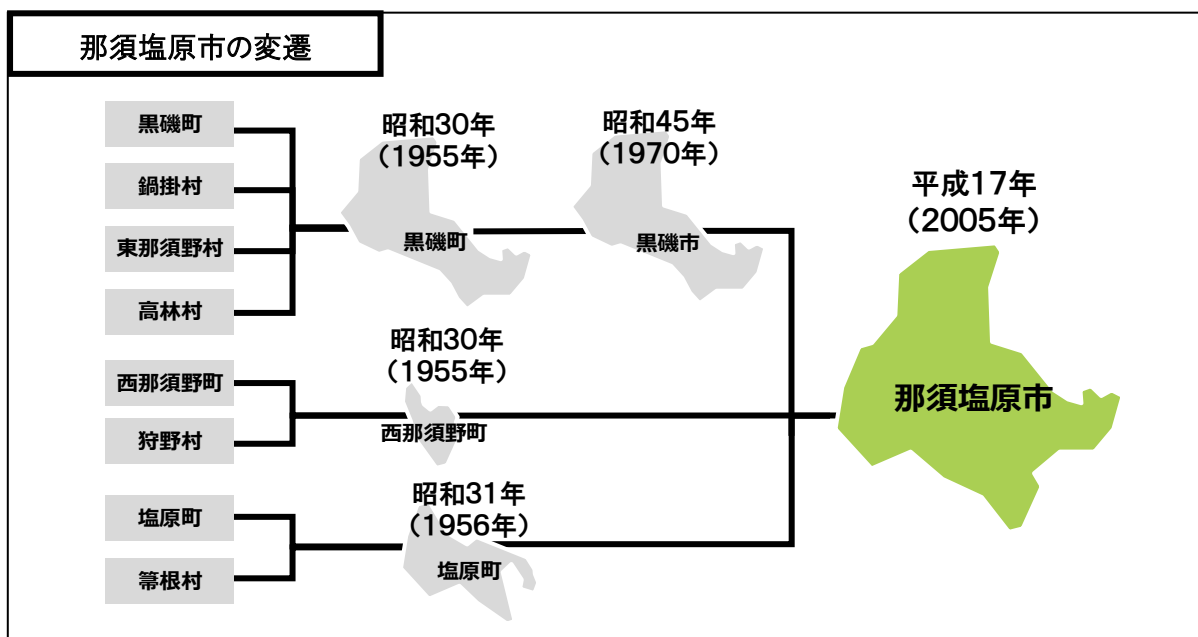 那須塩原市の変遷
黒磯町
鍋掛村
東那須野村
高林村
昭和30年
（1955年）
黒磯町
昭和45年
（1970年）
黒磯市
西那須野町
狩野村
昭和30年
（1955年）
西那須野町
塩原町
箒根村
昭和31年
（1956年）
塩原町
平成17年
（2005年）
那須塩原市